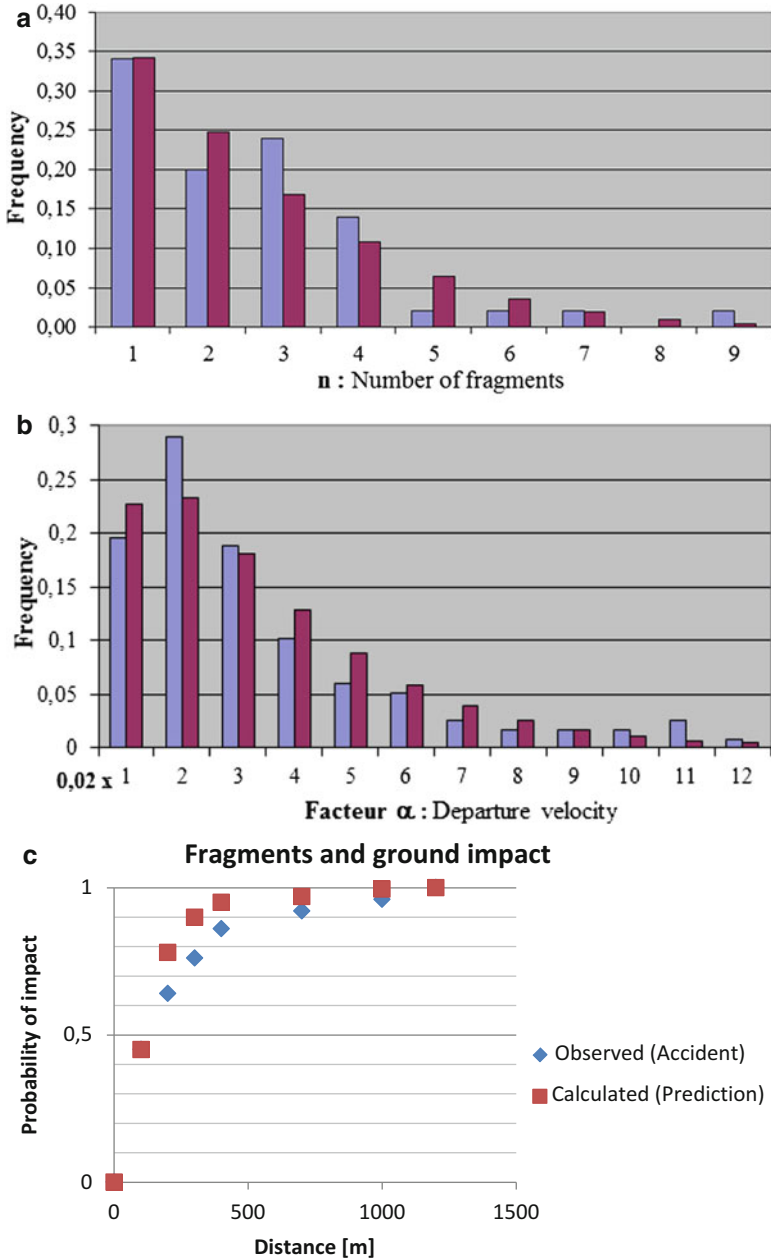 a
0,40
0,35
0,30
0,25
0,20
0,15
0,10
0,05
0,00
Frequency
1 2 3 4 5 6 7 8 9
n : Number of fragments
b
0,3
0,25
0,2
0,15
0,1
0,05
0
Frequency
0,02 x
1 2 3 4 5 6 7 8 9 10 11 12
Facteur α : Departure velocity
c
Fragments and ground impact
1
0,5
0
Probability of impact
0 500 1000 1500
Distance [m]
Observed (Accident)
Calculated (Prediction)